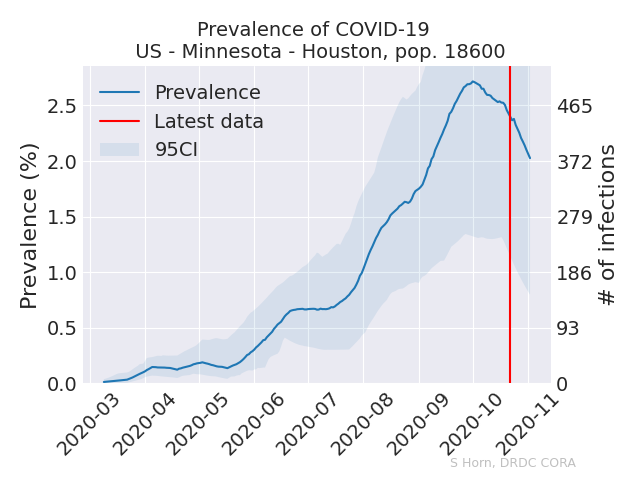 Prevalence of COVID-19
US - Minnesota - Houston, pop. 18600
Prevalence
Latest data
95CI
Prevalence (%)
2.5
2.0
1.5
1.0
0.5
0.0
# of infections
465
372
279
186
93
0
2020-03
2020-04
2020-05
2020-06
2020-07
2020-08
2020-09
2020-10
2020-11
S Horn, DRDC CORA